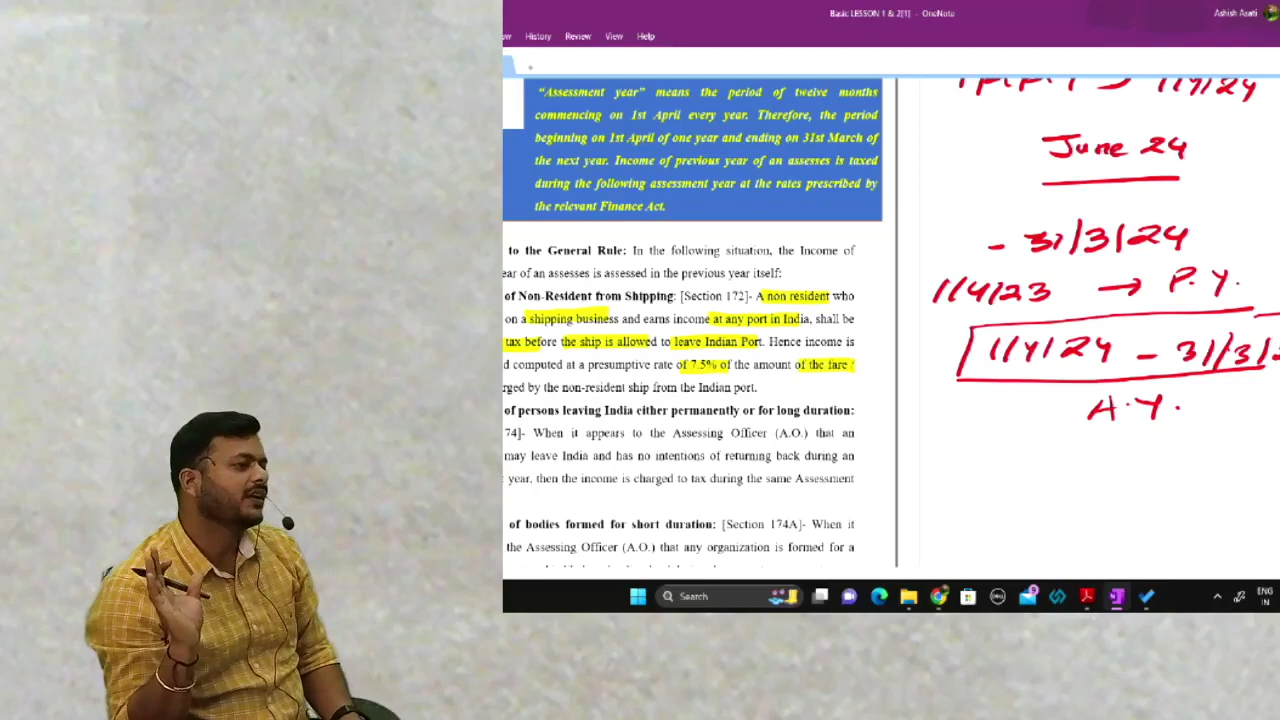 Basic LESSON 1 & 2[1] - OneNote
Ashish Asati
History Review View Help
"Assessment year" means the period of twelve months
commencing on 1st April every year. Therefore, the period
beginning on 1st April of one year and ending on 31st March of
the next year. Income of previous year of an assesses is taxed
during the following assessment year at the rates prescribed by
the relevant Finance Act.
to the General Rule: In the following situation, the Income of
of an assesses is assessed in the previous year itself:
of Non-Resident from Shipping: [Section 172]- A non resident who
on a shipping business and earns income at any port in India, shall be
tax before the ship is allowed to leave Indian Port. Hence income is
computed at a presumptive rate of 7.5% of the amount of the fare /
by the non-resident ship from the Indian port.
of persons leaving India either permanently or for long duration:
74]- When it appears to the Assessing Officer (A.O.) that an
may leave India and has no intentions of returning back during an
year, then the income is charged to tax during the same Assessment
of bodies formed for short duration: [Section 174A]- When it
the Assessing Officer (A.O.) that any organization is formed for a
June 24
- 31/3/24
1/4/23 → P.Y.
1/4/24 - 31/3/
A.Y.
Search
ENG
IN